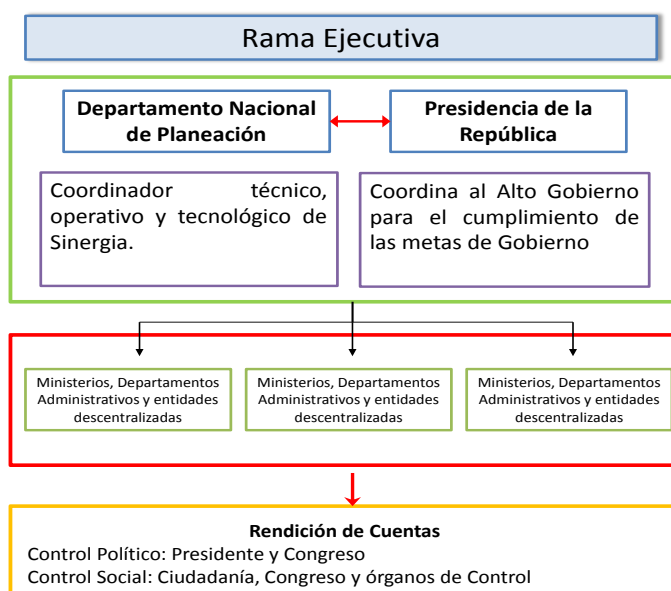 Rama Ejecutiva
Departamento Nacional
de Planeación
Presidencia de la
República
Coordinador técnico,
operativo y tecnológico de
Sinergia.
Coordina al Alto Gobierno
para el cumplimiento de
las metas de Gobierno
Ministerios, Departamentos
Administrativos y entidades
descentralizadas
Ministerios, Departamentos
Administrativos y entidades
descentralizadas
Ministerios, Departamentos
Administrativos y entidades
descentralizadas
Rendición de Cuentas
Control Político: Presidente y Congreso
Control Social: Ciudadanía, Congreso y órganos de Control